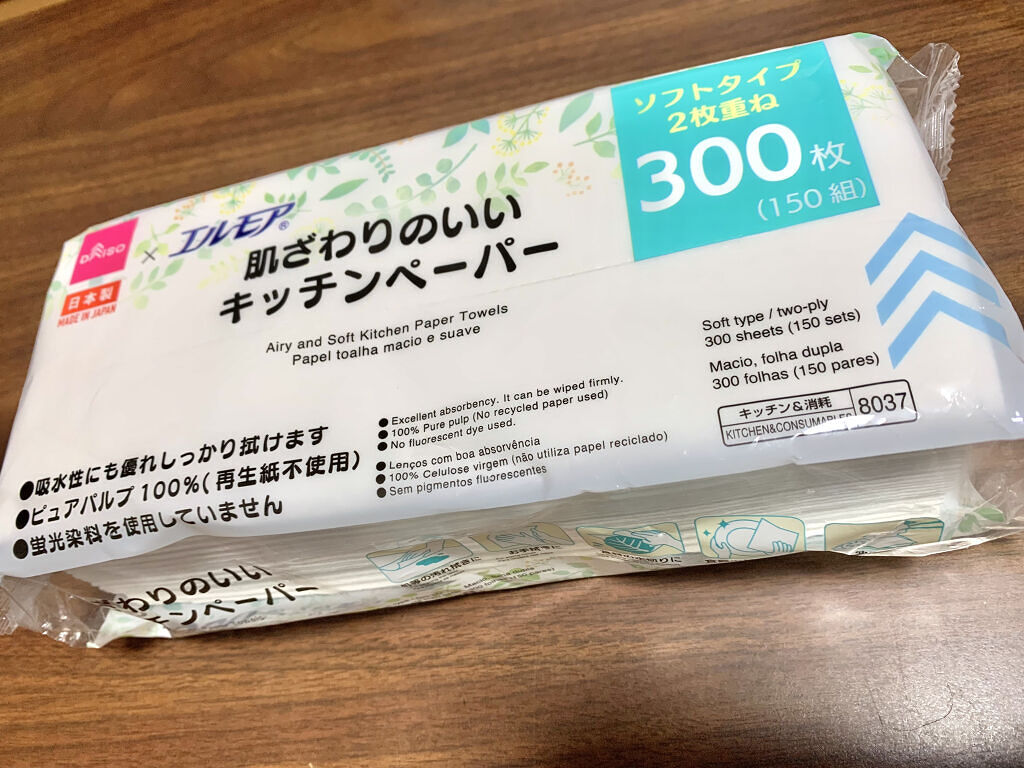 ソフトタイプ
2枚重ね
300枚
(150組)
DAISO
×
エルモア®
日本製
MADE IN JAPAN
肌ざわりのいい
キッチンペーパー
Airy and Soft Kitchen Paper Towels
Papel toalha macio e suave
Soft type / two-ply
300 sheets (150 sets)
Macio, folha dupla
300 folhas (150 pares)
キッチン&消耗
KITCHEN&CONSUMABLES
8037
●吸水性にも優れしっかり拭けます
●ピュアパルプ100%(再生紙不使用)
●蛍光染料を使用していません
● Excellent absorbency. It can be wiped firmly.
● 100% Pure pulp (No recycled paper used)
● No fluorescent dye used.
● Lenços com boa absorvência
● 100% Celulose virgem (não utiliza papel reciclado)
● Sem pigmentos fluorescentes
ざわりのいい
チンペーパー
お手拭きに